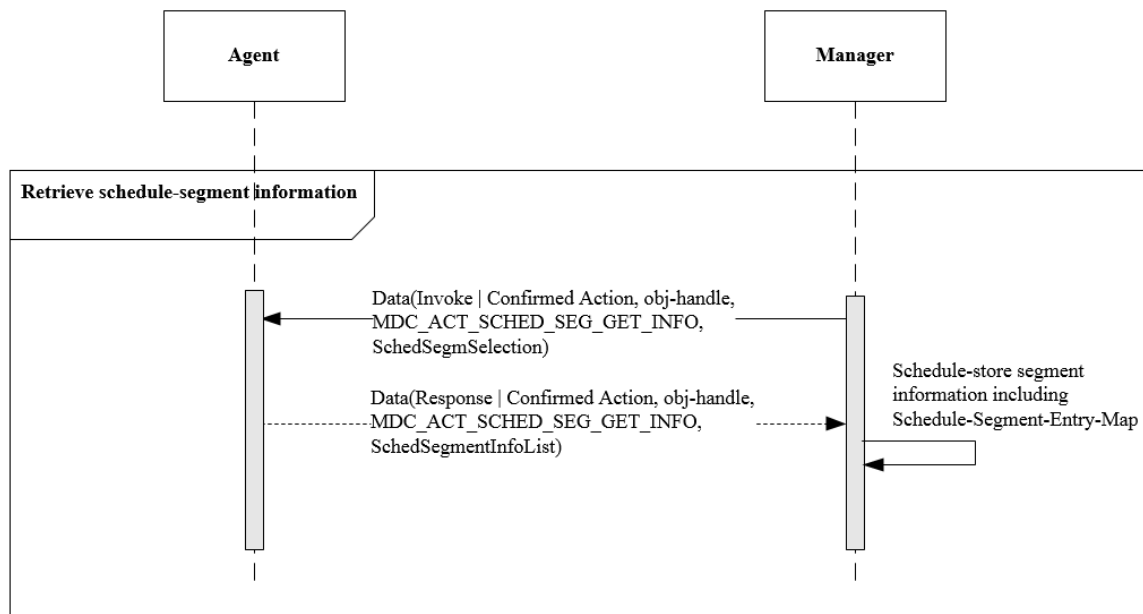 Agent
Manager
Retrieve schedule-segment information
Data(Invoke | Confirmed Action, obj-handle,
MDC_ACT_SCHED_SEG_GET_INFO,
SchedSegmSelection)
Schedule-store segment
information including
Schedule-Segment-Entry-Map
Data(Response | Confirmed Action, obj-handle,
MDC_ACT_SCHED_SEG_GET_INFO,
SchedSegmentInfoList)